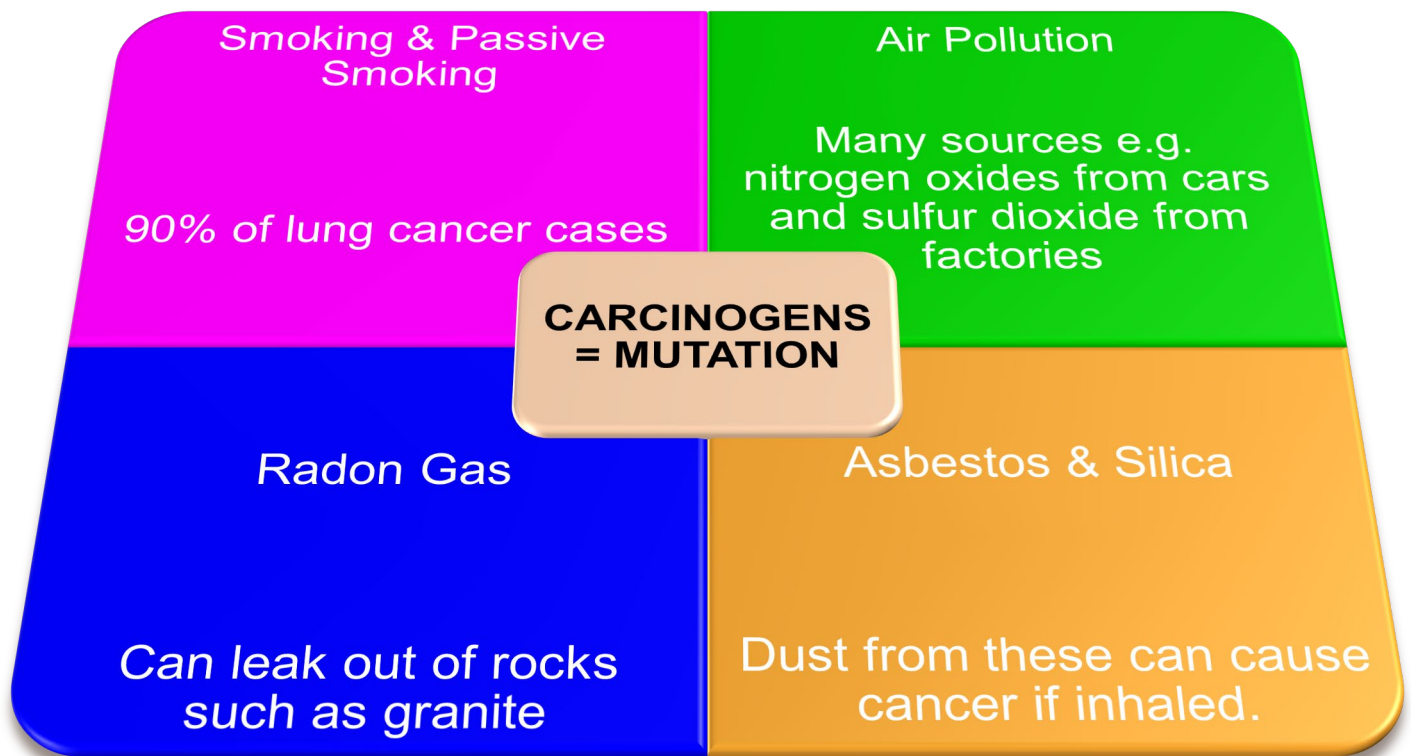 Smoking & Passive
Smoking
90% of lung cancer cases
Air Pollution
Many sources e.g.
nitrogen oxides from cars
and sulfur dioxide from
factories
CARCINOGENS
= MUTATION
Radon Gas
Can leak out of rocks
such as granite
Asbestos & Silica
Dust from these can cause
cancer if inhaled.